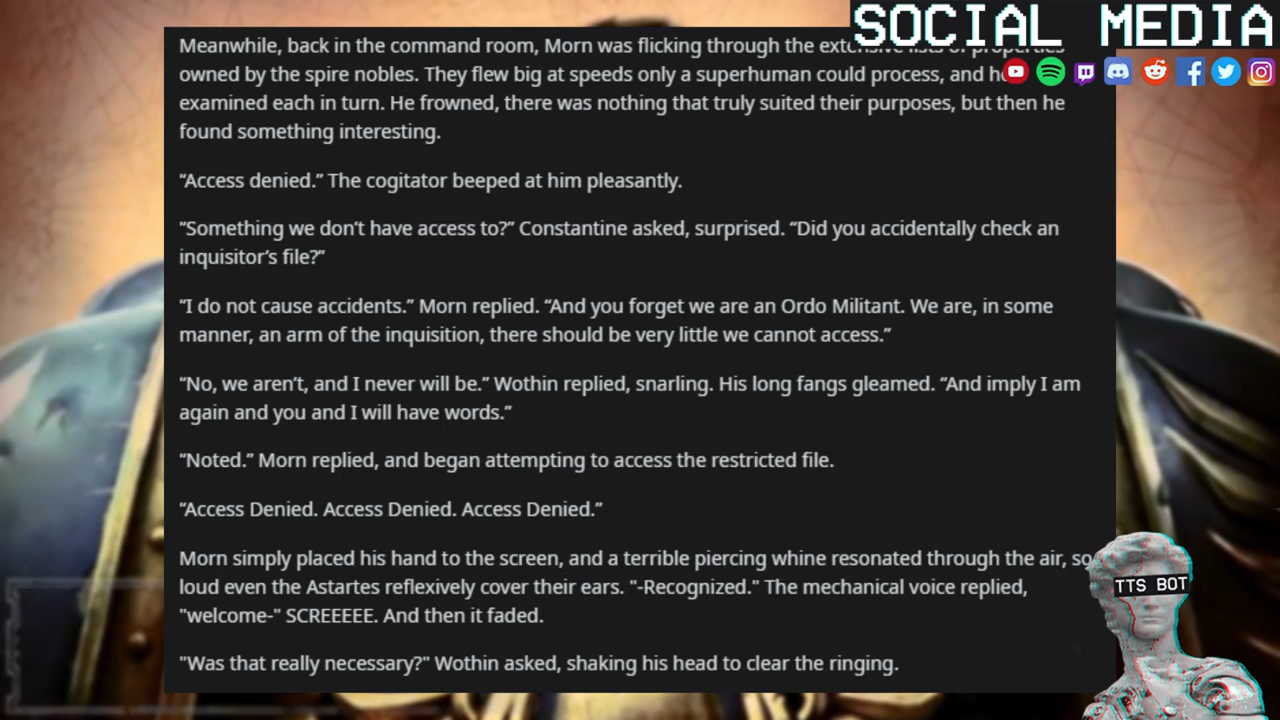 SOCIAL MEDIA
Meanwhile, back in the command room, Morn was flicking through the extensive lists of properties
owned by the spire nobles. They flew big at speeds only a superhuman could process, and he
examined each in turn. He frowned, there was nothing that truly suited their purposes, but then he
found something interesting.
“Access denied.” The cogitator beeped at him pleasantly.
“Something we don’t have access to?” Constantine asked, surprised. “Did you accidentally check an
inquisitor’s file?”
“I do not cause accidents.” Morn replied. “And you forget we are an Ordo Militant. We are, in some
manner, an arm of the inquisition, there should be very little we cannot access.”
“No, we aren’t, and I never will be.” Wothin replied, snarling. His long fangs gleamed. “And imply I am
again and you and I will have words.”
“Noted.” Morn replied, and began attempting to access the restricted file.
“Access Denied. Access Denied. Access Denied.”
Morn simply placed his hand to the screen, and a terrible piercing whine resonated through the air, so
loud even the Astartes reflexively cover their ears. "-Recognized." The mechanical voice replied,
"welcome-" SCREEEEE. And then it faded.
"Was that really necessary?" Wothin asked, shaking his head to clear the ringing.
TTS BOT